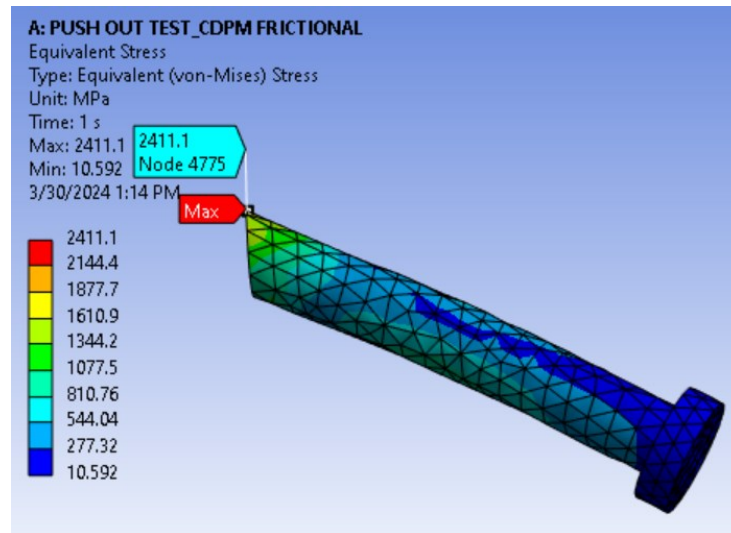 A: PUSH OUT TEST_CDPM FRICTIONAL
Equivalent Stress
Type: Equivalent (von-Mises) Stress
Unit: MPa
Time: 1 s
Max: 2411.1
Min: 10.592
3/30/2024 1:14 PM
2411.1
Node 4775
Max
2411.1
2144.4
1877.7
1610.9
1344.2
1077.5
810.76
544.04
277.32
10.592